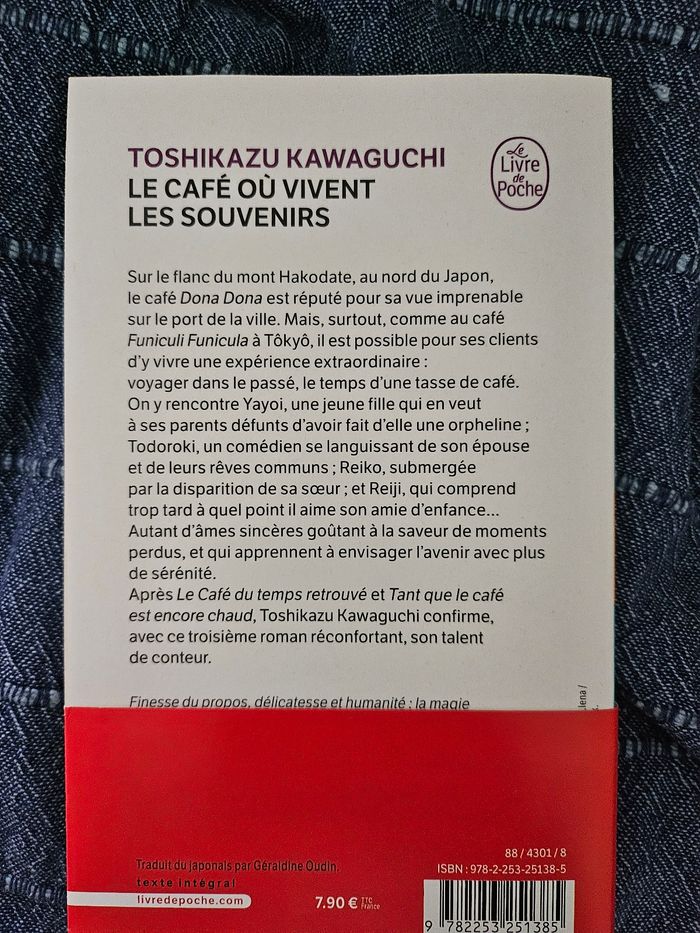 TOSHIKAZU KAWAGUCHI
LE CAFÉ OÙ VIVENT
LES SOUVENIRS
Le
Livre
de
Poche
Sur le flanc du mont Hakodate, au nord du Japon,
le café Dona Dona est réputé pour sa vue imprenable
sur le port de la ville. Mais, surtout, comme au café
Funiculi Funicula à Tôkyô, il est possible pour ses clients
d’y vivre une expérience extraordinaire :
voyager dans le passé, le temps d’une tasse de café.
On y rencontre Yayoi, une jeune fille qui en veut
à ses parents défunts d’avoir fait d’elle une orpheline ;
Todoroki, un comédien se languissant de son épouse
et de leurs rêves communs ; Reiko, submergée
par la disparition de sa sœur ; et Reiji, qui comprend
trop tard à quel point il aime son amie d’enfance...
Autant d’âmes sincères goûtant à la saveur de moments
perdus, et qui apprennent à envisager l’avenir avec plus
de sérénité.
Après Le Café du temps retrouvé et Tant que le café
est encore chaud, Toshikazu Kawaguchi confirme,
avec ce troisième roman réconfortant, son talent
de conteur.
Finesse du propos, délicatesse et humanité : la magie
Traduit du japonais par Géraldine Oudin.
texte intégral
livredepoche.com
7.90 € TTC
France
88 / 4301 / 8
ISBN : 978-2-253-25138-5
9 782253 251385